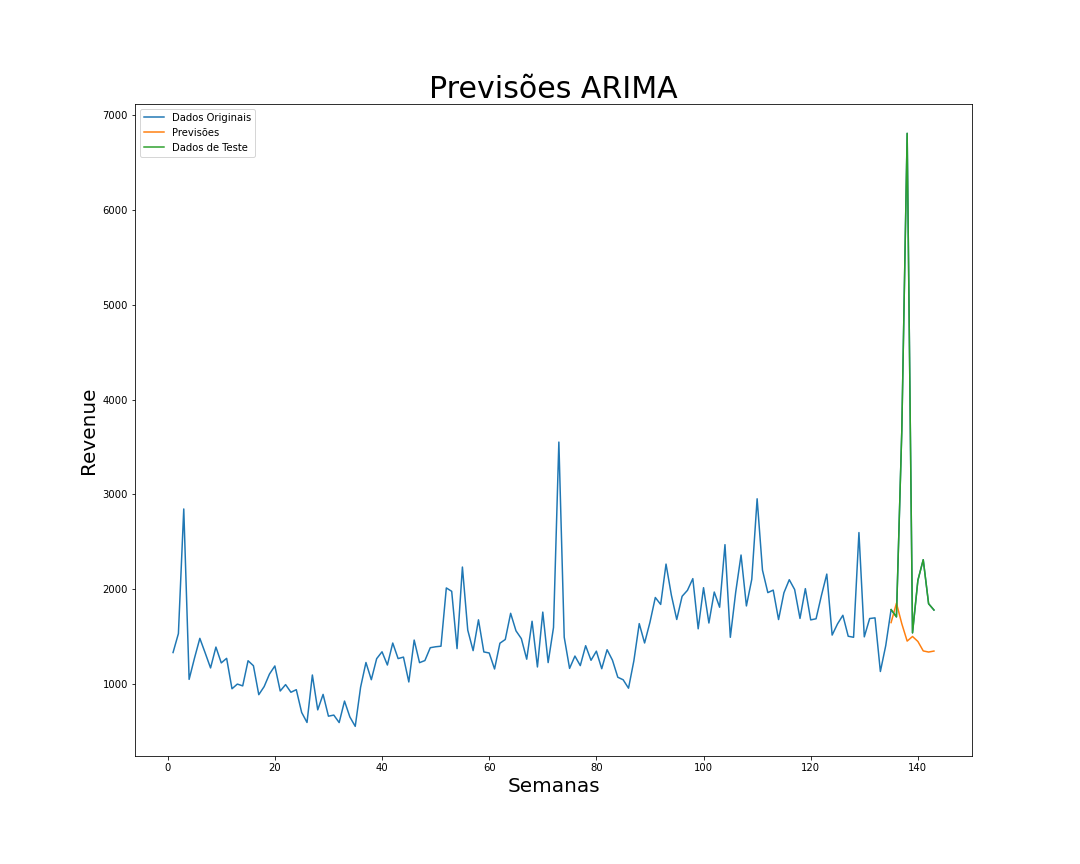 Previsões ARIMA
Dados Originais
Previsões
Dados de Teste
7000
6000
5000
4000
3000
2000
1000
Revenue
0 20 40 60 80 100 120 140
Semanas